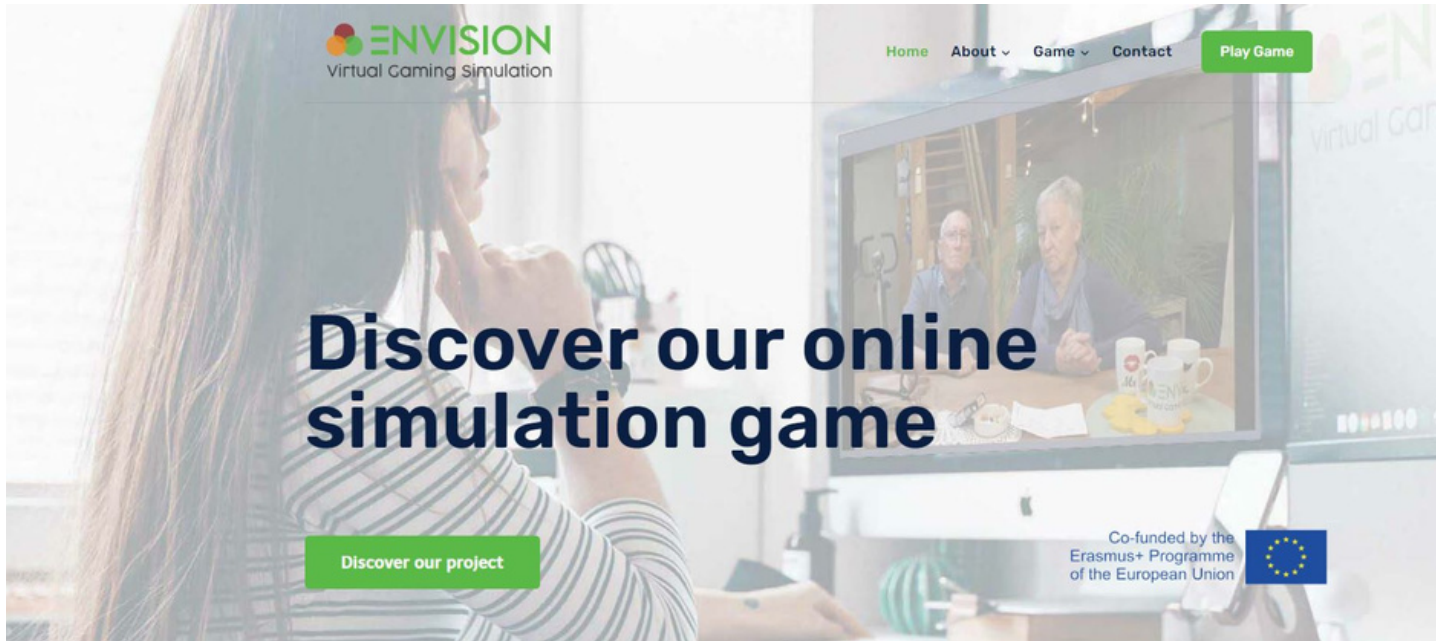 ENVISION
Virtual Gaming Simulation
Home About Game Contact Play Game
Discover our online
simulation game
Discover our project
Co-funded by the
Erasmus+ Programme
of the European Union